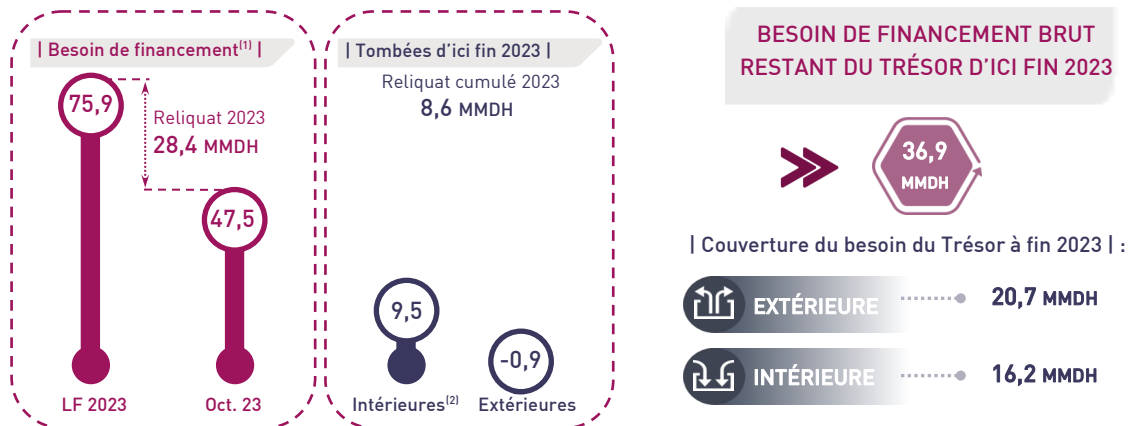 | Besoin de financement(1) |
75,9
Reliquat 2023
28,4 MMDH
47,5
LF 2023
Oct. 23
| Tombées d'ici fin 2023 |
Reliquat cumulé 2023
8,6 MMDH
9,5
-0,9
Intérieures(2)
Extérieures
BESOIN DE FINANCEMENT BRUT
RESTANT DU TRÉSOR D'ICI FIN 2023
36,9
MMDH
| Couverture du besoin du Trésor à fin 2023 | :
EXTÉRIEURE 20,7 MMDH
INTÉRIEURE 16,2 MMDH